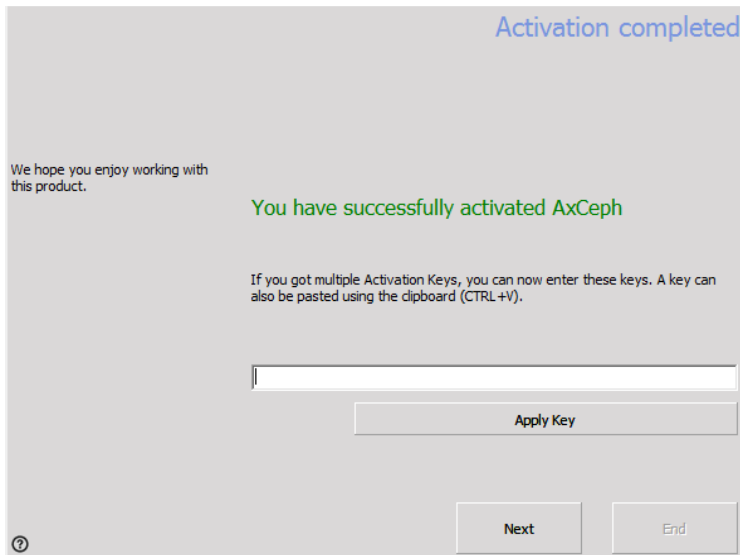 Activation completed
We hope you enjoy working with
this product.
You have successfully activated AxCeph
If you got multiple Activation Keys, you can now enter these keys. A key can
also be pasted using the clipboard (CTRL+V).
Apply Key
Next
End
?